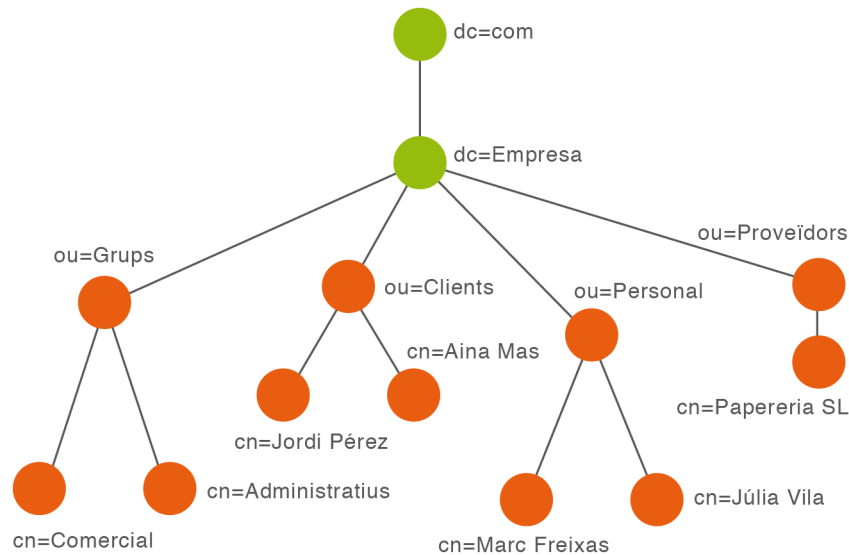 dc=com
dc=Empresa
ou=Proveïdors
ou=Grups
ou=Clients
ou=Personal
cn=Aina Mas
cn=Papereria SL
cn=Jordi Pérez
cn=Administratius
cn=Júlia Vila
cn=Comercial
cn=Marc Freixas